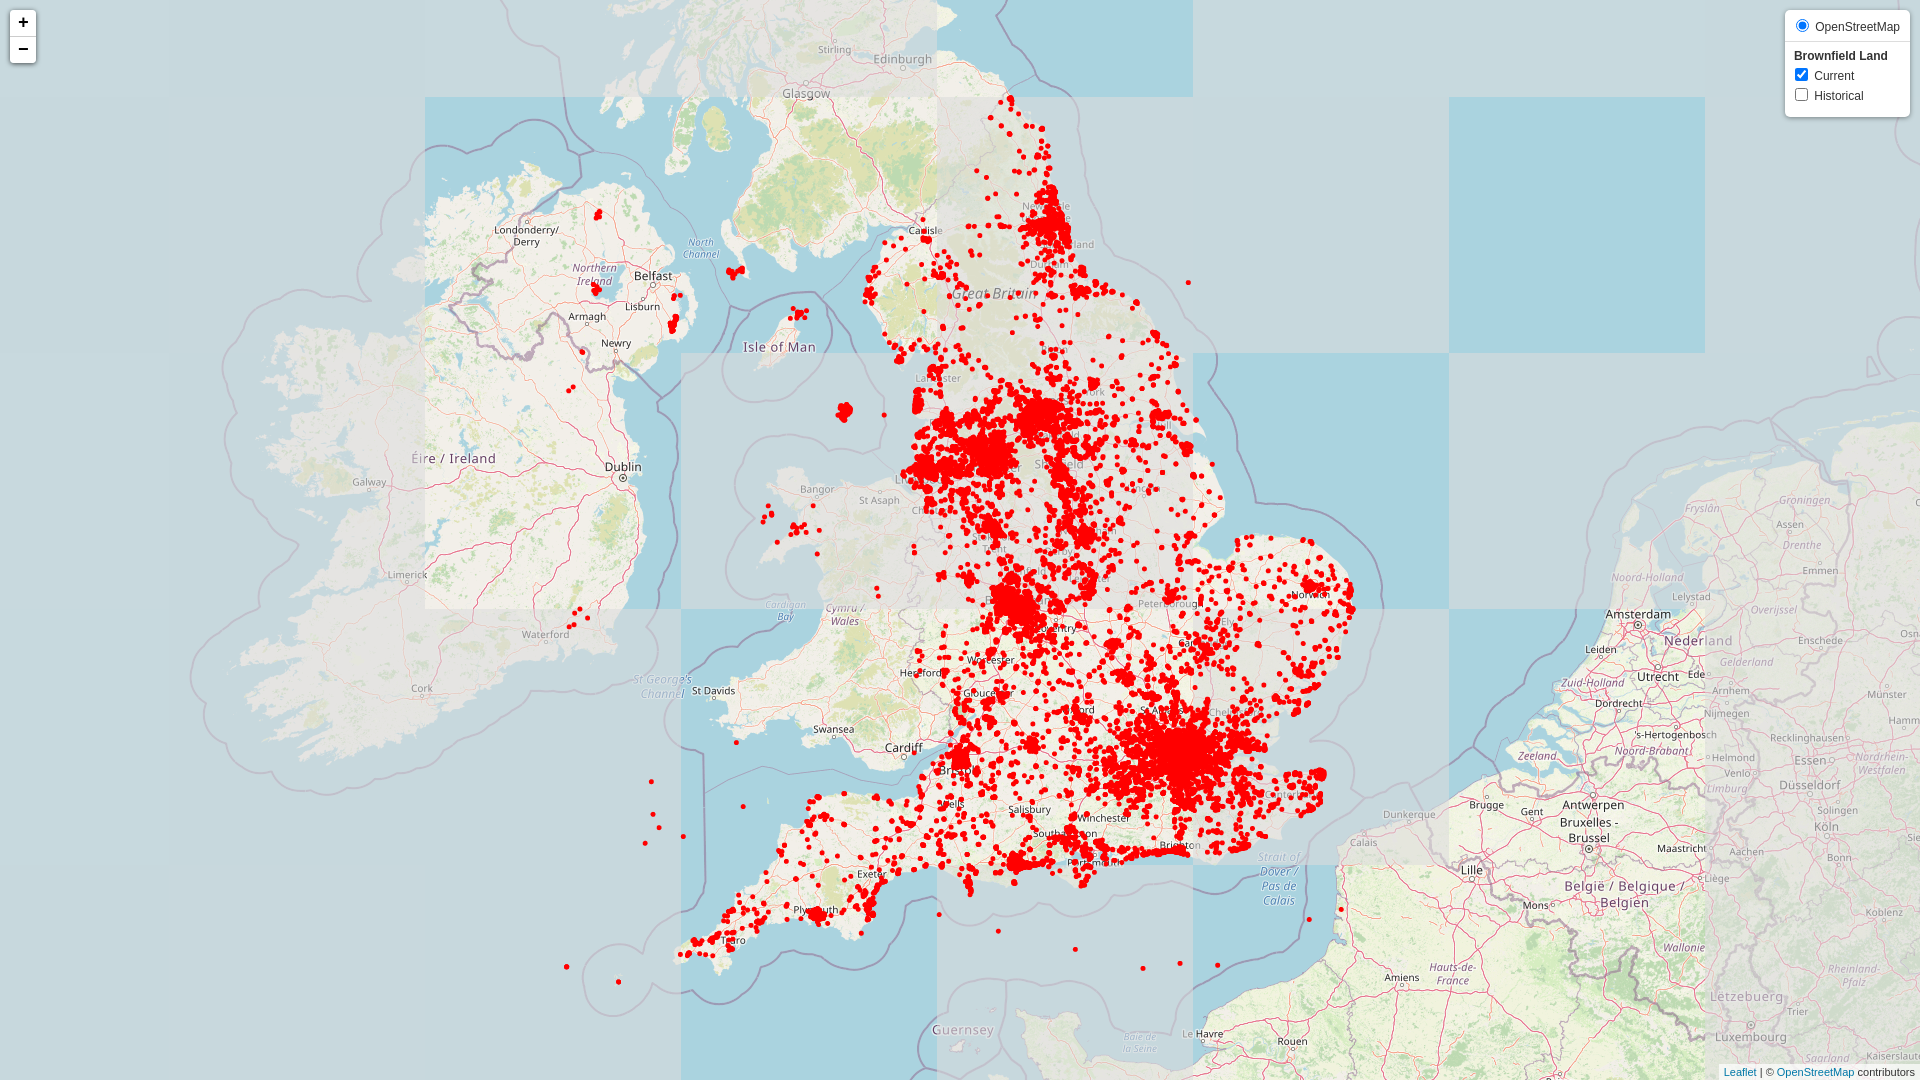 +
−
OpenStreetMap
Brownfield Land
Current
Historical
Stirling
Edinburgh
Glasgow
Londonderry/
Derry
North
Channel
Carlisle
Northern
Ireland
Belfast
Lisburn
Armagh
Newry
Isle of Man
Great Britain
Durham
Éire / Ireland
Dublin
Galway
Bangor
St Asaph
Limerick
Waterford
Cork
Cardigan
Bay
Cymru /
Wales
St George's
Channel
St Davids
Swansea
Cardiff
Worcester
Hereford
Peterborough
Ely
Norwich
Wells
Salisbury
Winchester
Southampton
Brighton
Exeter
Plymouth
Truro
Strait of
Dover /
Pas de
Calais
Guernsey
Baie de
la Seine
Le Havre
Rouen
Amiens
Hauts-de-
France
Calais
Dunkerque
Brugge
Gent
Antwerpen
Bruxelles -
Brussel
Lille
Mons
België / Belgique /
Belgien
Maastricht
Liège
Wallonie
Zeeland
Noord-Brabant
's-Hertogenbosch
Dordrecht
Zuid-Holland
Leiden
Utrecht
Ede
Amsterdam
Nederland
Noord-Holland
Lelystad
Overijssel
Gelderland
Arnhem
Nijmegen
Fryslân
Groningen
Assen
Drenthe
Emmen
Enschede
Münster
Helmond
Venlo
Limburg
Recklinghausen
Essen
Düsseldorf
Nordrhein-
Westfalen
Solingen
Köln
Aachen
Bonn
Koblenz
Rheinland-
Pfalz
Lëtzebuerg
Trier
Luxembourg
Saarland
Leaflet | © OpenStreetMap contributors